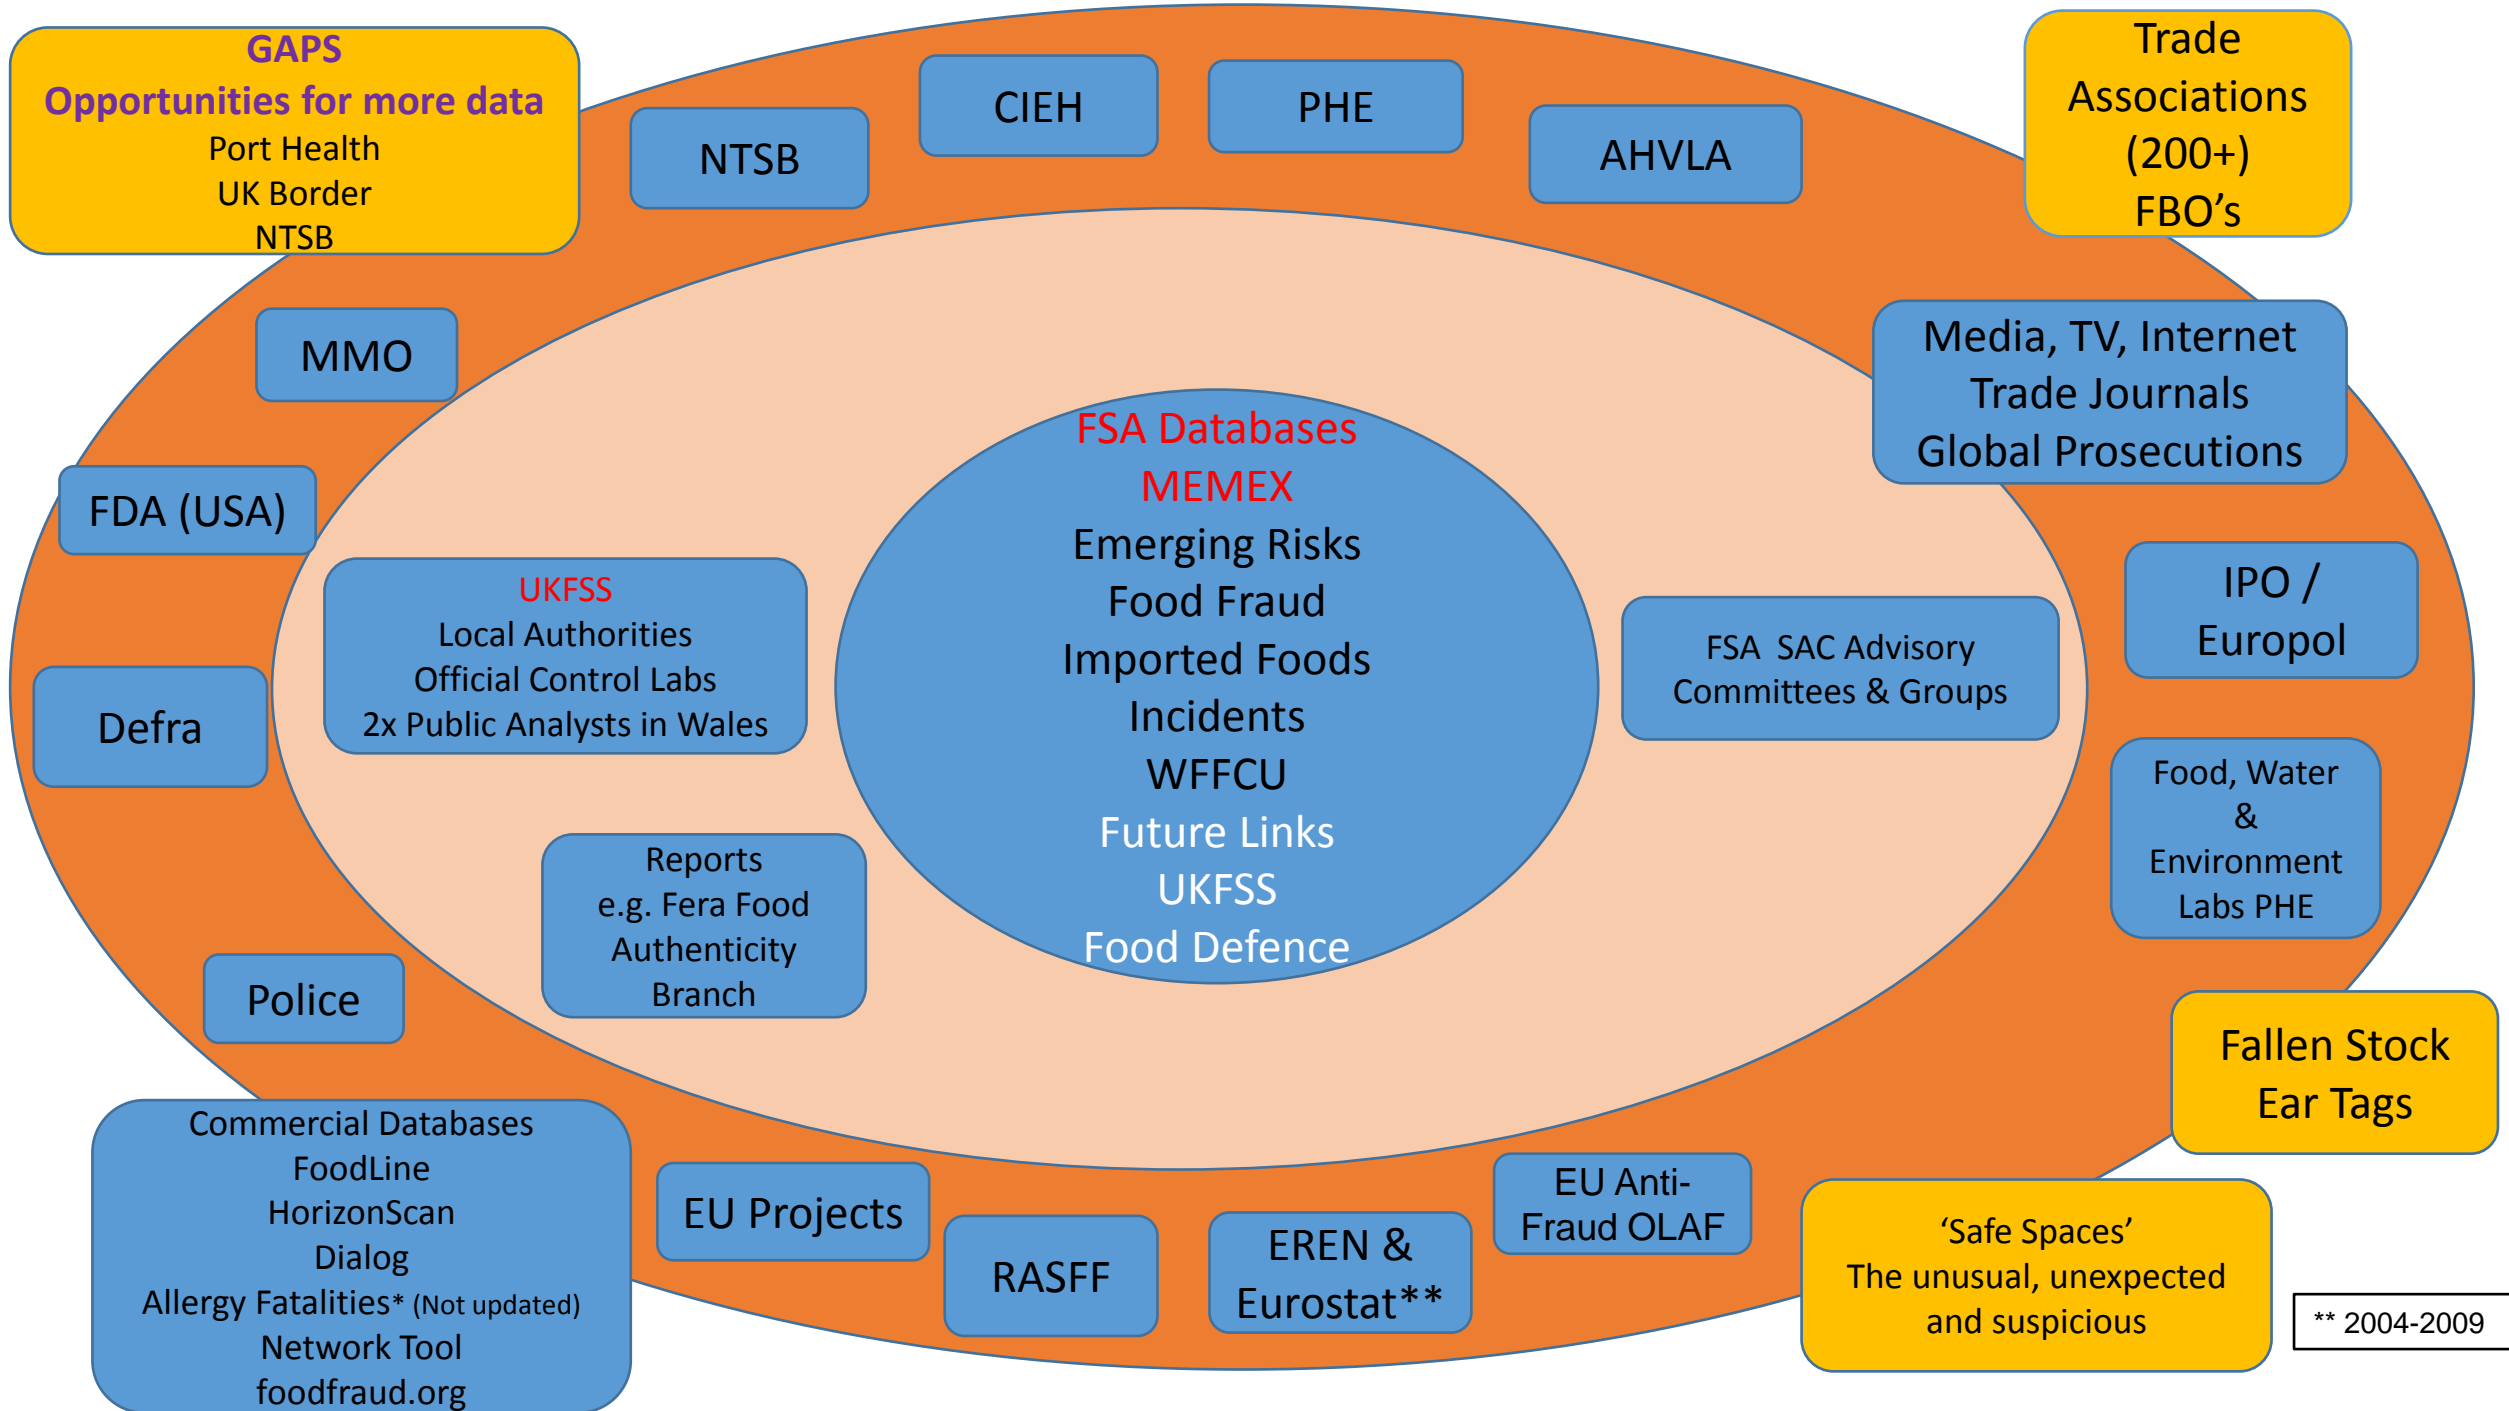 GAPS
Opportunities for more data
Port Health
UK Border
NTSB
NTSB
CIEH
PHE
AHVLA
Trade
Associations
(200+)
FBO’s
MMO
Media, TV, Internet
Trade Journals
Global Prosecutions
FDA (USA)
FSA Databases
MEMEX
Emerging Risks
Food Fraud
Imported Foods
Incidents
WFFCU
Future Links
UKFSS
Food Defence
UKFSS
Local Authorities
Official Control Labs
2x Public Analysts in Wales
FSA SAC Advisory
Committees & Groups
IPO /
Europol
Defra
Food, Water
&
Environment
Labs PHE
Reports
e.g. Fera Food
Authenticity
Branch
Police
Fallen Stock
Ear Tags
Commercial Databases
FoodLine
HorizonScan
Dialog
Allergy Fatalities* (Not updated)
Network Tool
foodfraud.org
EU Projects
RASFF
EREN &
Eurostat**
EU Anti-
Fraud OLAF
‘Safe Spaces’
The unusual, unexpected
and suspicious
** 2004-2009